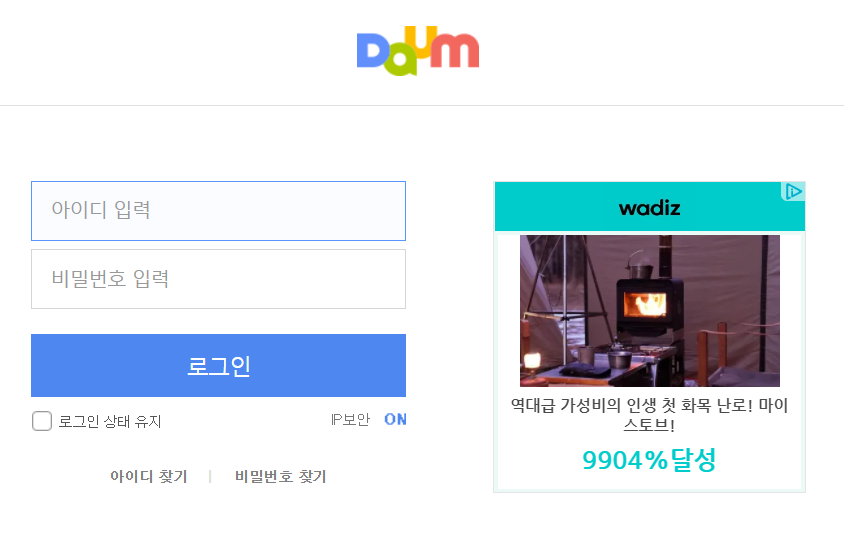 Daum
아이디 입력
비밀번호 입력
로그인
로그인 상태 유지
IP보안 ON
아이디 찾기 | 비밀번호 찾기
wadiz
역대급 가성비의 인생 첫 화목 난로! 마이
스토브!
9904%달성